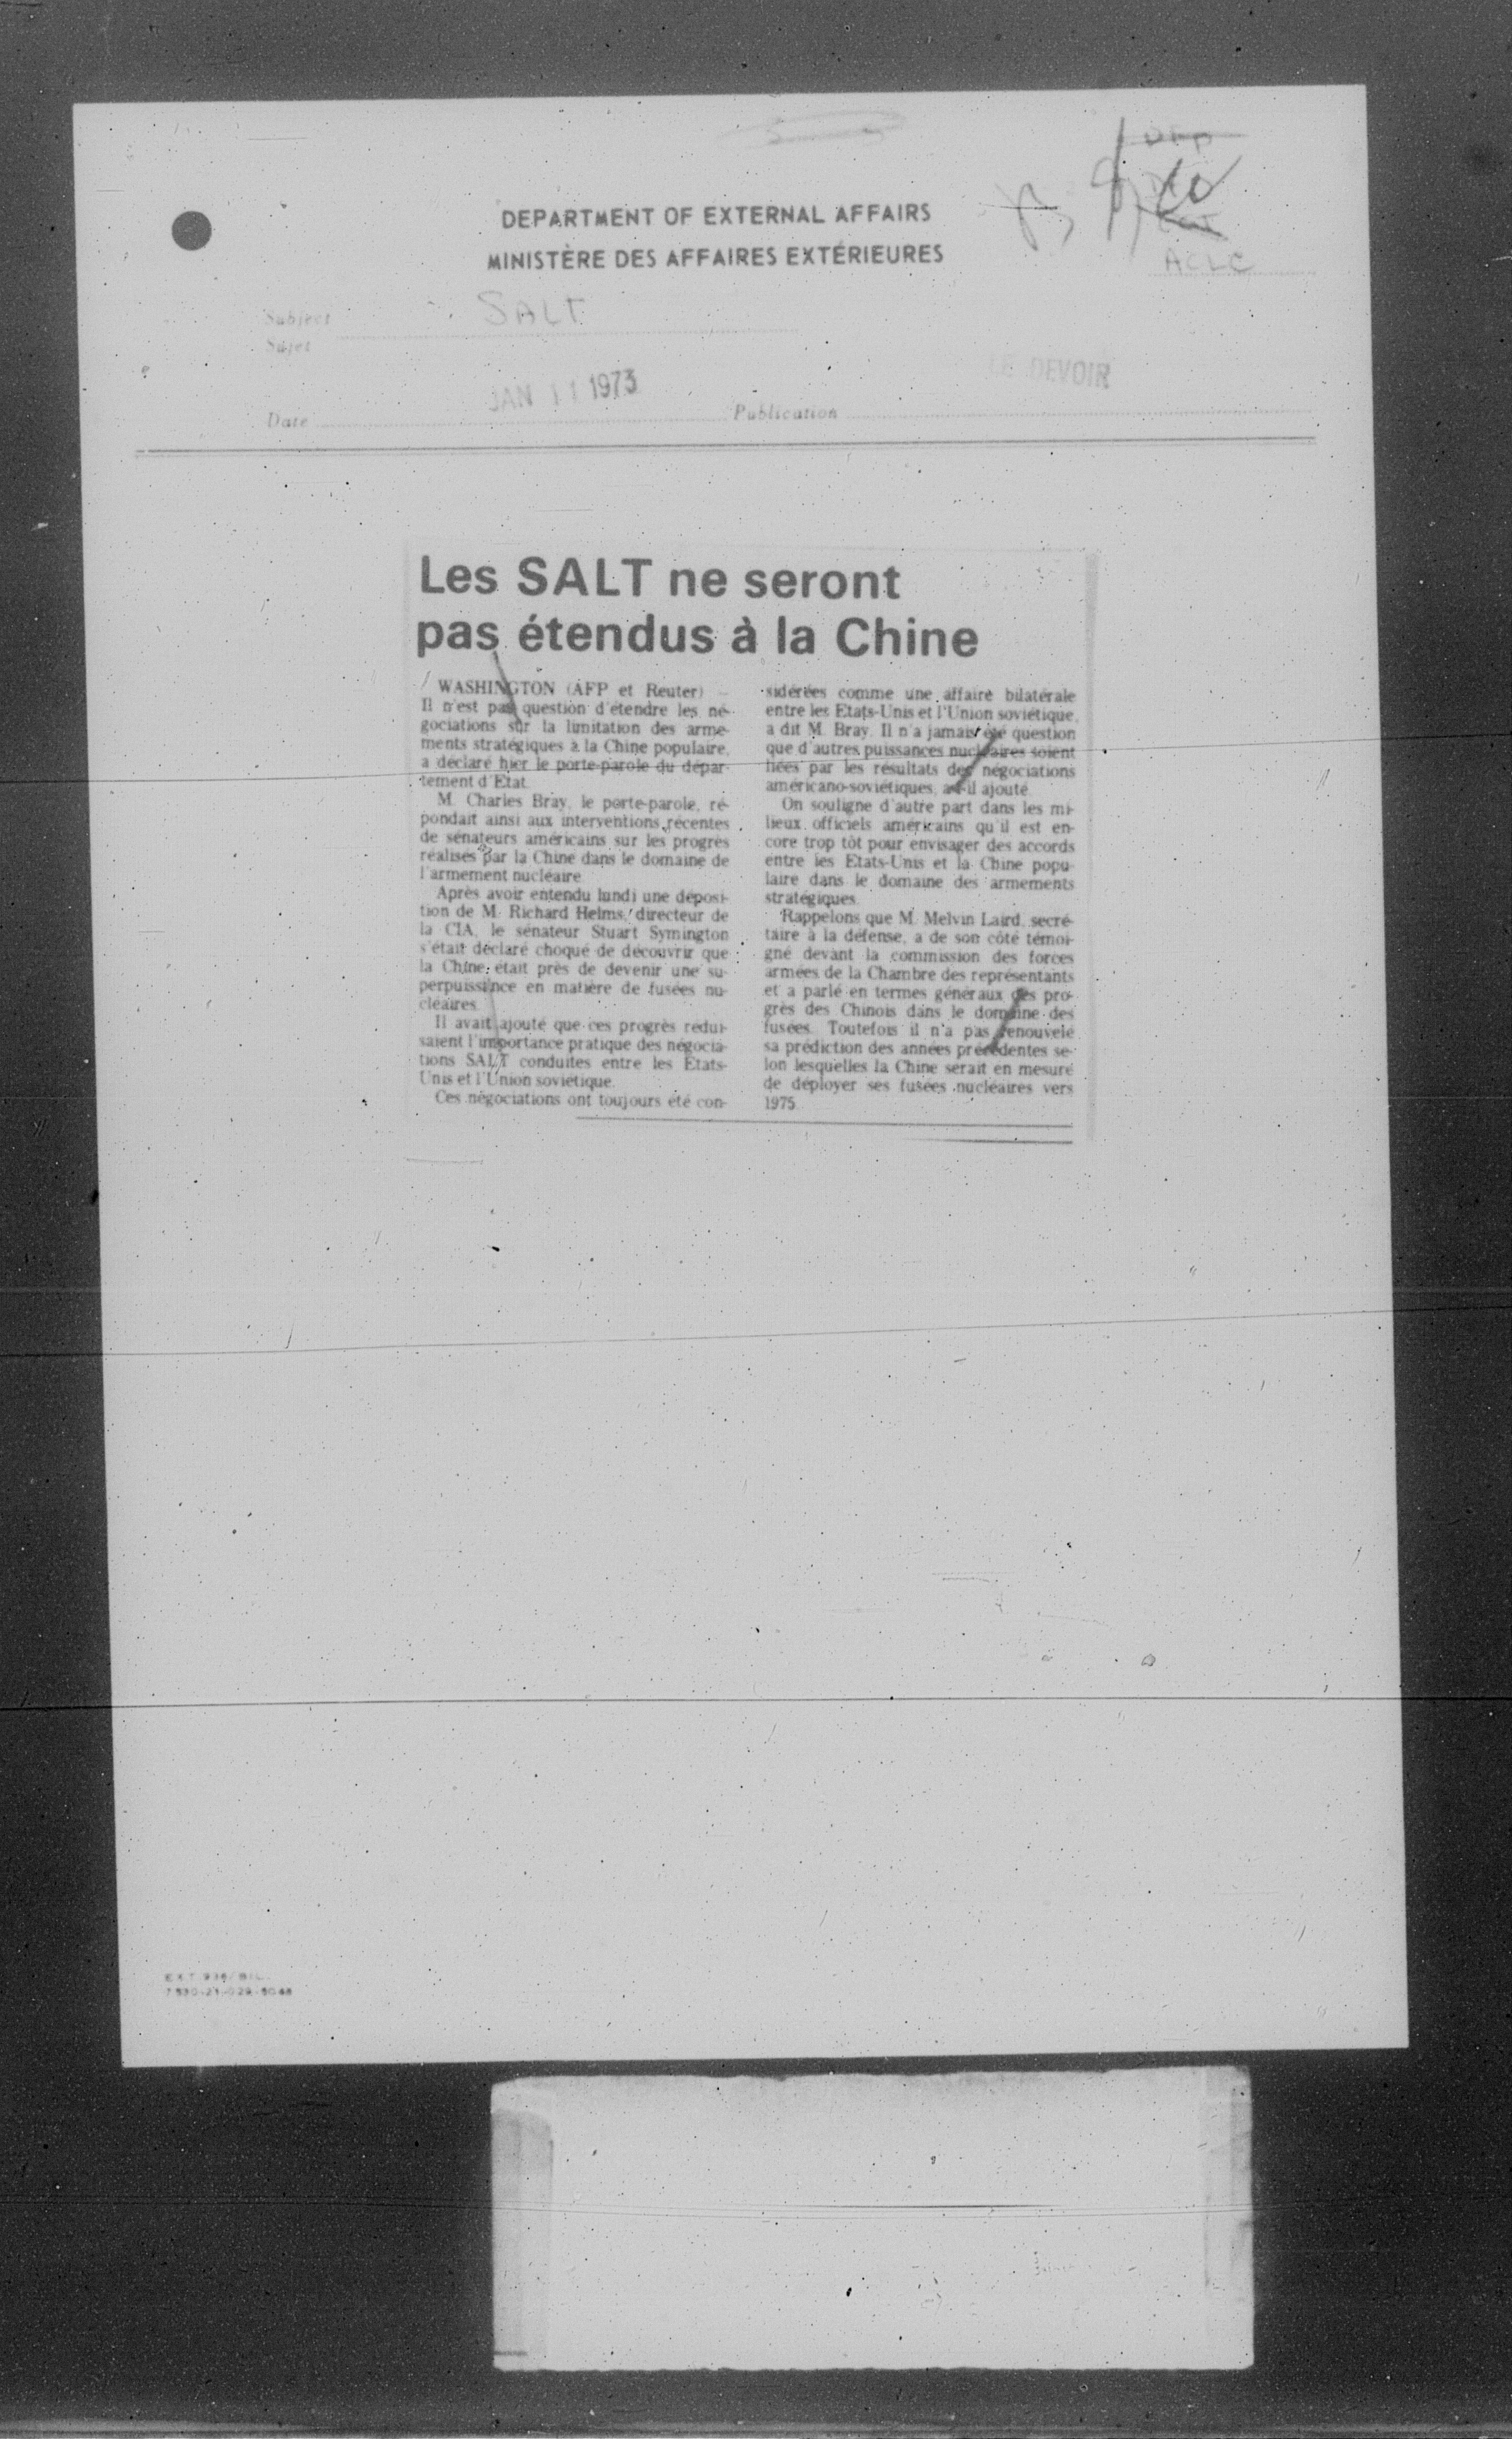 DEPARTMENT OF EXTERNAL AFFAIRS
MINISTÈRE DES AFFAIRES EXTÉRIEURES
ACLC
Subject
Sujet
SALT
Date
JAN 11 1973
Publication
LE DEVOIR
Les SALT ne seront
pas étendus à la Chine
WASHINGTON (AFP et Reuter) —
Il n'est pas question d'étendre les né-
gociations sur la limitation des arme-
ments stratégiques à la Chine populaire,
a déclaré hier le porte-parole du dépar-
tement d'Etat.
M. Charles Bray, le porte-parole, ré-
pondait ainsi aux interventions récentes
de sénateurs américains sur les progrès
réalisés par la Chine dans le domaine de
l'armement nucléaire.
Après avoir entendu lundi une déposi-
tion de M. Richard Helms, directeur de
la CIA, le sénateur Stuart Symington
s'était déclaré choqué de découvrir que
la Chine était près de devenir une su-
perpuissance en matière de fusées nu-
cléaires.
Il avait ajouté que ces progrès rédui-
saient l'importance pratique des négocia-
tions SALT conduites entre les Etats-
Unis et l'Union soviétique.
Ces négociations ont toujours été con-
sidérées comme une affaire bilatérale
entre les Etats-Unis et l'Union soviétique,
a dit M. Bray. Il n'a jamais été question
que d'autres puissances nucléaires soient
liées par les résultats des négociations
américano-soviétiques, a-t-il ajouté.
On souligne d'autre part dans les mi-
lieux officiels américains qu'il est en-
core trop tôt pour envisager des accords
entre les Etats-Unis et la Chine popu-
laire dans le domaine des armements
stratégiques.
Rappelons que M. Melvin Laird, secré-
taire à la défense, a de son côté témoi-
gné devant la commission des forces
armées de la Chambre des représentants
et a parlé en termes généraux des pro-
grès des Chinois dans le domaine des
fusées. Toutefois il n'a pas renouvelé
sa prédiction des années précédentes se-
lon lesquelles la Chine serait en mesure
de déployer ses fusées nucléaires vers
1975.